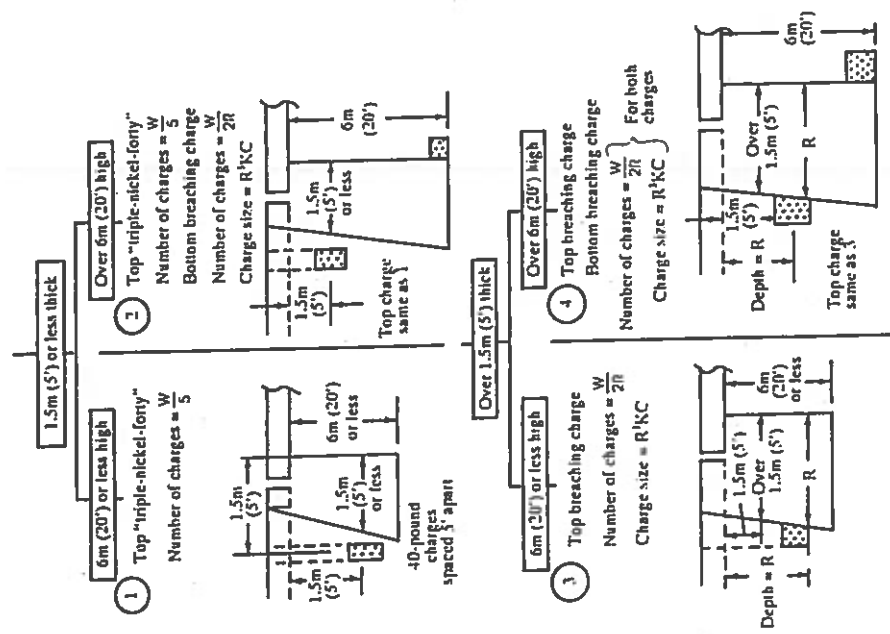 1.5m (5') or less thick
6m (20') or less high
1
Top "triple-nickel-forty"
Number of charges = W/5
1.5m
(5')
1.5m
(5')
6m (20')
or less
1.5m
(5')
or less
40-pound
charges
spaced 5' apart
Over 6m (20') high
2
Top "triple-nickel-forty"
Number of charges = W/5
Bottom breaching charge
Number of charges = W/2R
Charge size = R³KC
1.5m
(5')
1.5m
(5')
or less
6m
(20')
Top charge
same as 1
Over 1.5m (5') thick
6m (20') or less high
3
Top breaching charge
Number of charges = W/2R
Charge size = R³KC
1.5m (5')
Over
1.5m (5')
R
Depth = R
6m
(20')
or less
Over 6m (20') high
4
Top breaching charge
Bottom breaching charge
Number of charges = W/2R
Charge size = R³KC
For both
charges
1.5m
(5')
Over
1.5m (5')
R
Depth = R
6m
(20')
Top charge
same as 3